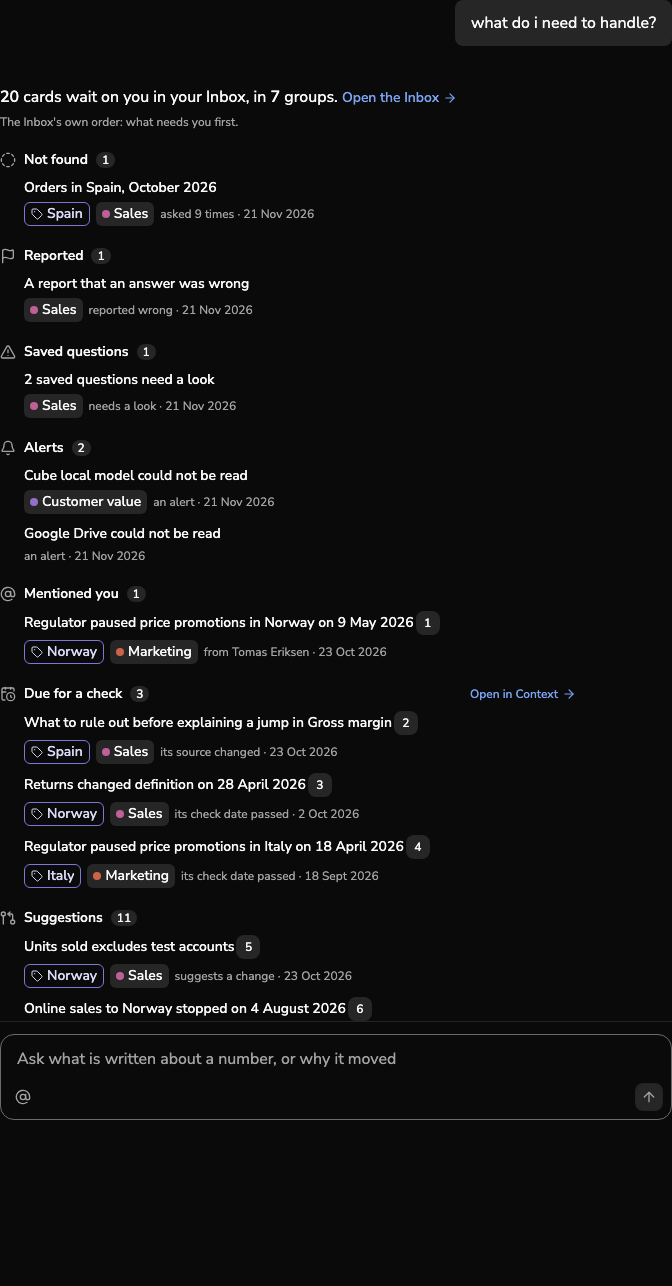 what do i need to handle?
20 cards wait on you in your Inbox, in 7 groups. Open the Inbox →
The Inbox's own order: what needs you first.
Not found 1
Orders in Spain, October 2026
Spain Sales asked 9 times · 21 Nov 2026
Reported 1
A report that an answer was wrong
Sales reported wrong · 21 Nov 2026
Saved questions 1
2 saved questions need a look
Sales needs a look · 21 Nov 2026
Alerts 2
Cube local model could not be read
Customer value an alert · 21 Nov 2026
Google Drive could not be read
an alert · 21 Nov 2026
Mentioned you 1
Regulator paused price promotions in Norway on 9 May 2026 1
Norway Marketing from Tomas Eriksen · 23 Oct 2026
Due for a check 3 Open in Context →
What to rule out before explaining a jump in Gross margin 2
Spain Sales its source changed · 23 Oct 2026
Returns changed definition on 28 April 2026 3
Norway Sales its check date passed · 2 Oct 2026
Regulator paused price promotions in Italy on 18 April 2026 4
Italy Marketing its check date passed · 18 Sept 2026
Suggestions 11
Units sold excludes test accounts 5
Norway Sales suggests a change · 23 Oct 2026
Online sales to Norway stopped on 4 August 2026 6
Ask what is written about a number, or why it moved
@